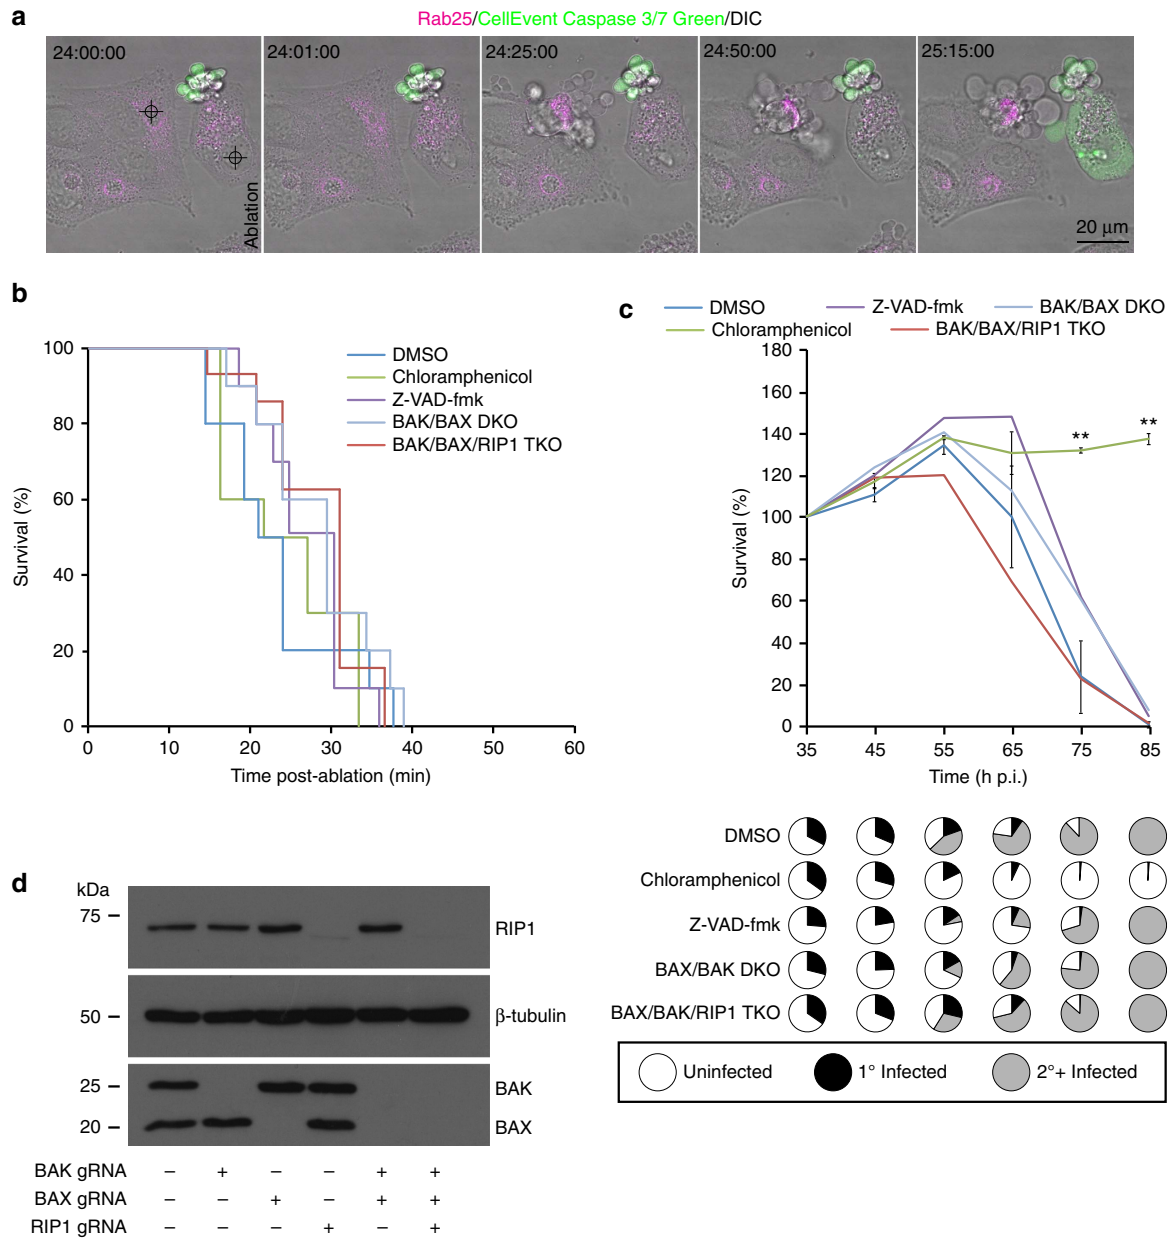 a
Rab25/CellEvent Caspase 3/7 Green/DIC
24:00:00
24:01:00
24:25:00
24:50:00
25:15:00
Ablation
20 μm
b
100
80
60
40
20
0
Survival (%)
0 10 20 30 40 50 60
Time post-ablation (min)
DMSO
Chloramphenicol
Z-VAD-fmk
BAK/BAX DKO
BAK/BAX/RIP1 TKO
c
DMSO
Z-VAD-fmk
BAK/BAX DKO
Chloramphenicol
BAK/BAX/RIP1 TKO
180
160
140
120
100
80
60
40
20
0
Survival (%)
**
**
35 45 55 65 75 85
Time (h p.i.)
DMSO
Chloramphenicol
Z-VAD-fmk
BAX/BAK DKO
BAX/BAK/RIP1 TKO
Uninfected
1° Infected
2°+ Infected
d
kDa
75 –
RIP1
50 –
β-tubulin
25 –
BAK
20 –
BAX
BAK gRNA – + – – + +
BAX gRNA – – + – + +
RIP1 gRNA – – – + – +